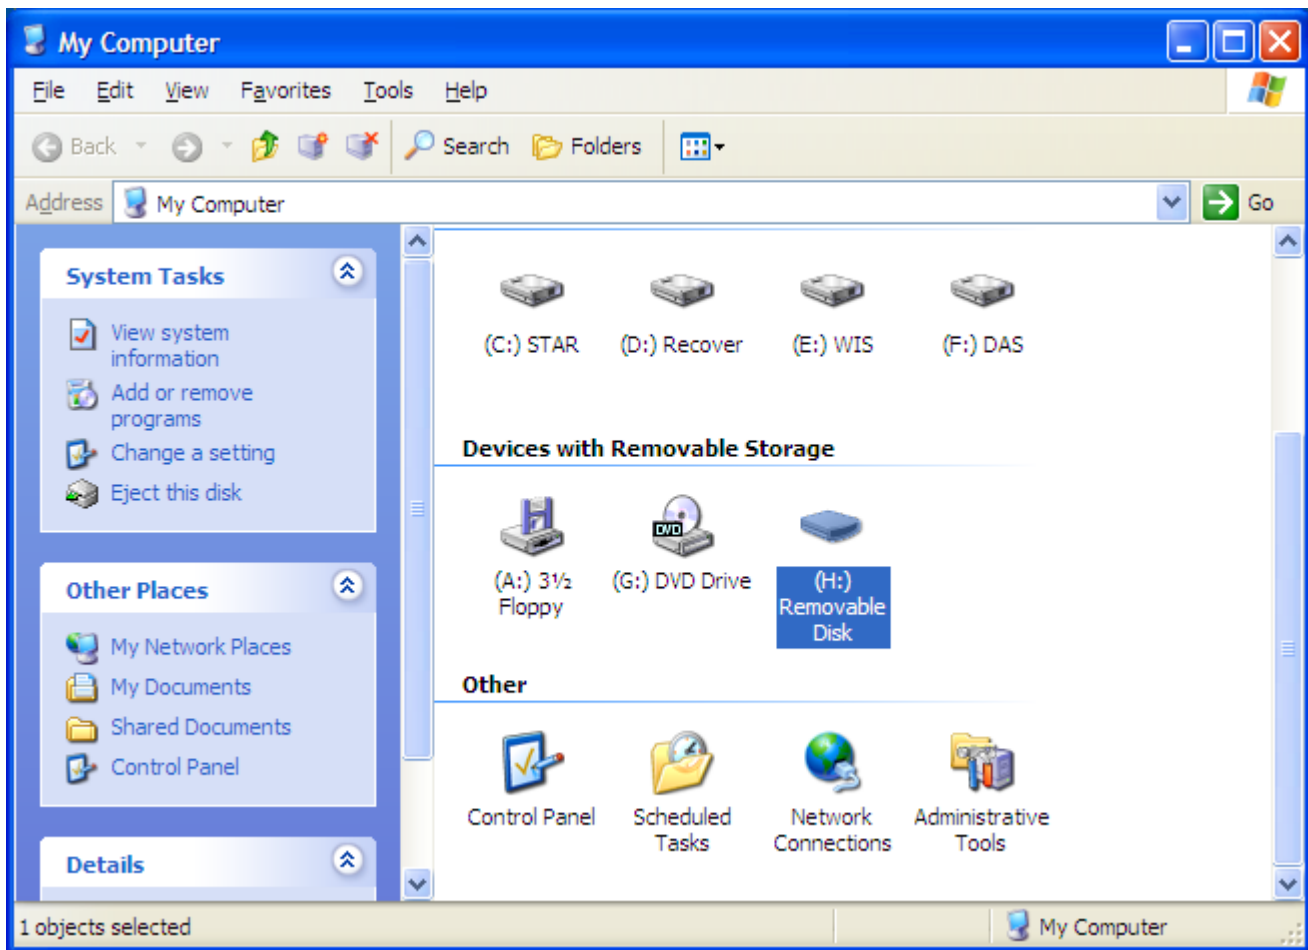 My Computer
File Edit View Favorites Tools Help
Back Search Folders
Address My Computer Go
System Tasks
View system
information
Add or remove
programs
Change a setting
Eject this disk
Other Places
My Network Places
My Documents
Shared Documents
Control Panel
Details
(C:) STAR (D:) Recover (E:) WIS (F:) DAS
Devices with Removable Storage
DVD
(A:) 3½
Floppy
(G:) DVD Drive
(H:)
Removable
Disk
Other
Control Panel
Scheduled
Tasks
Network
Connections
Administrative
Tools
1 objects selected My Computer